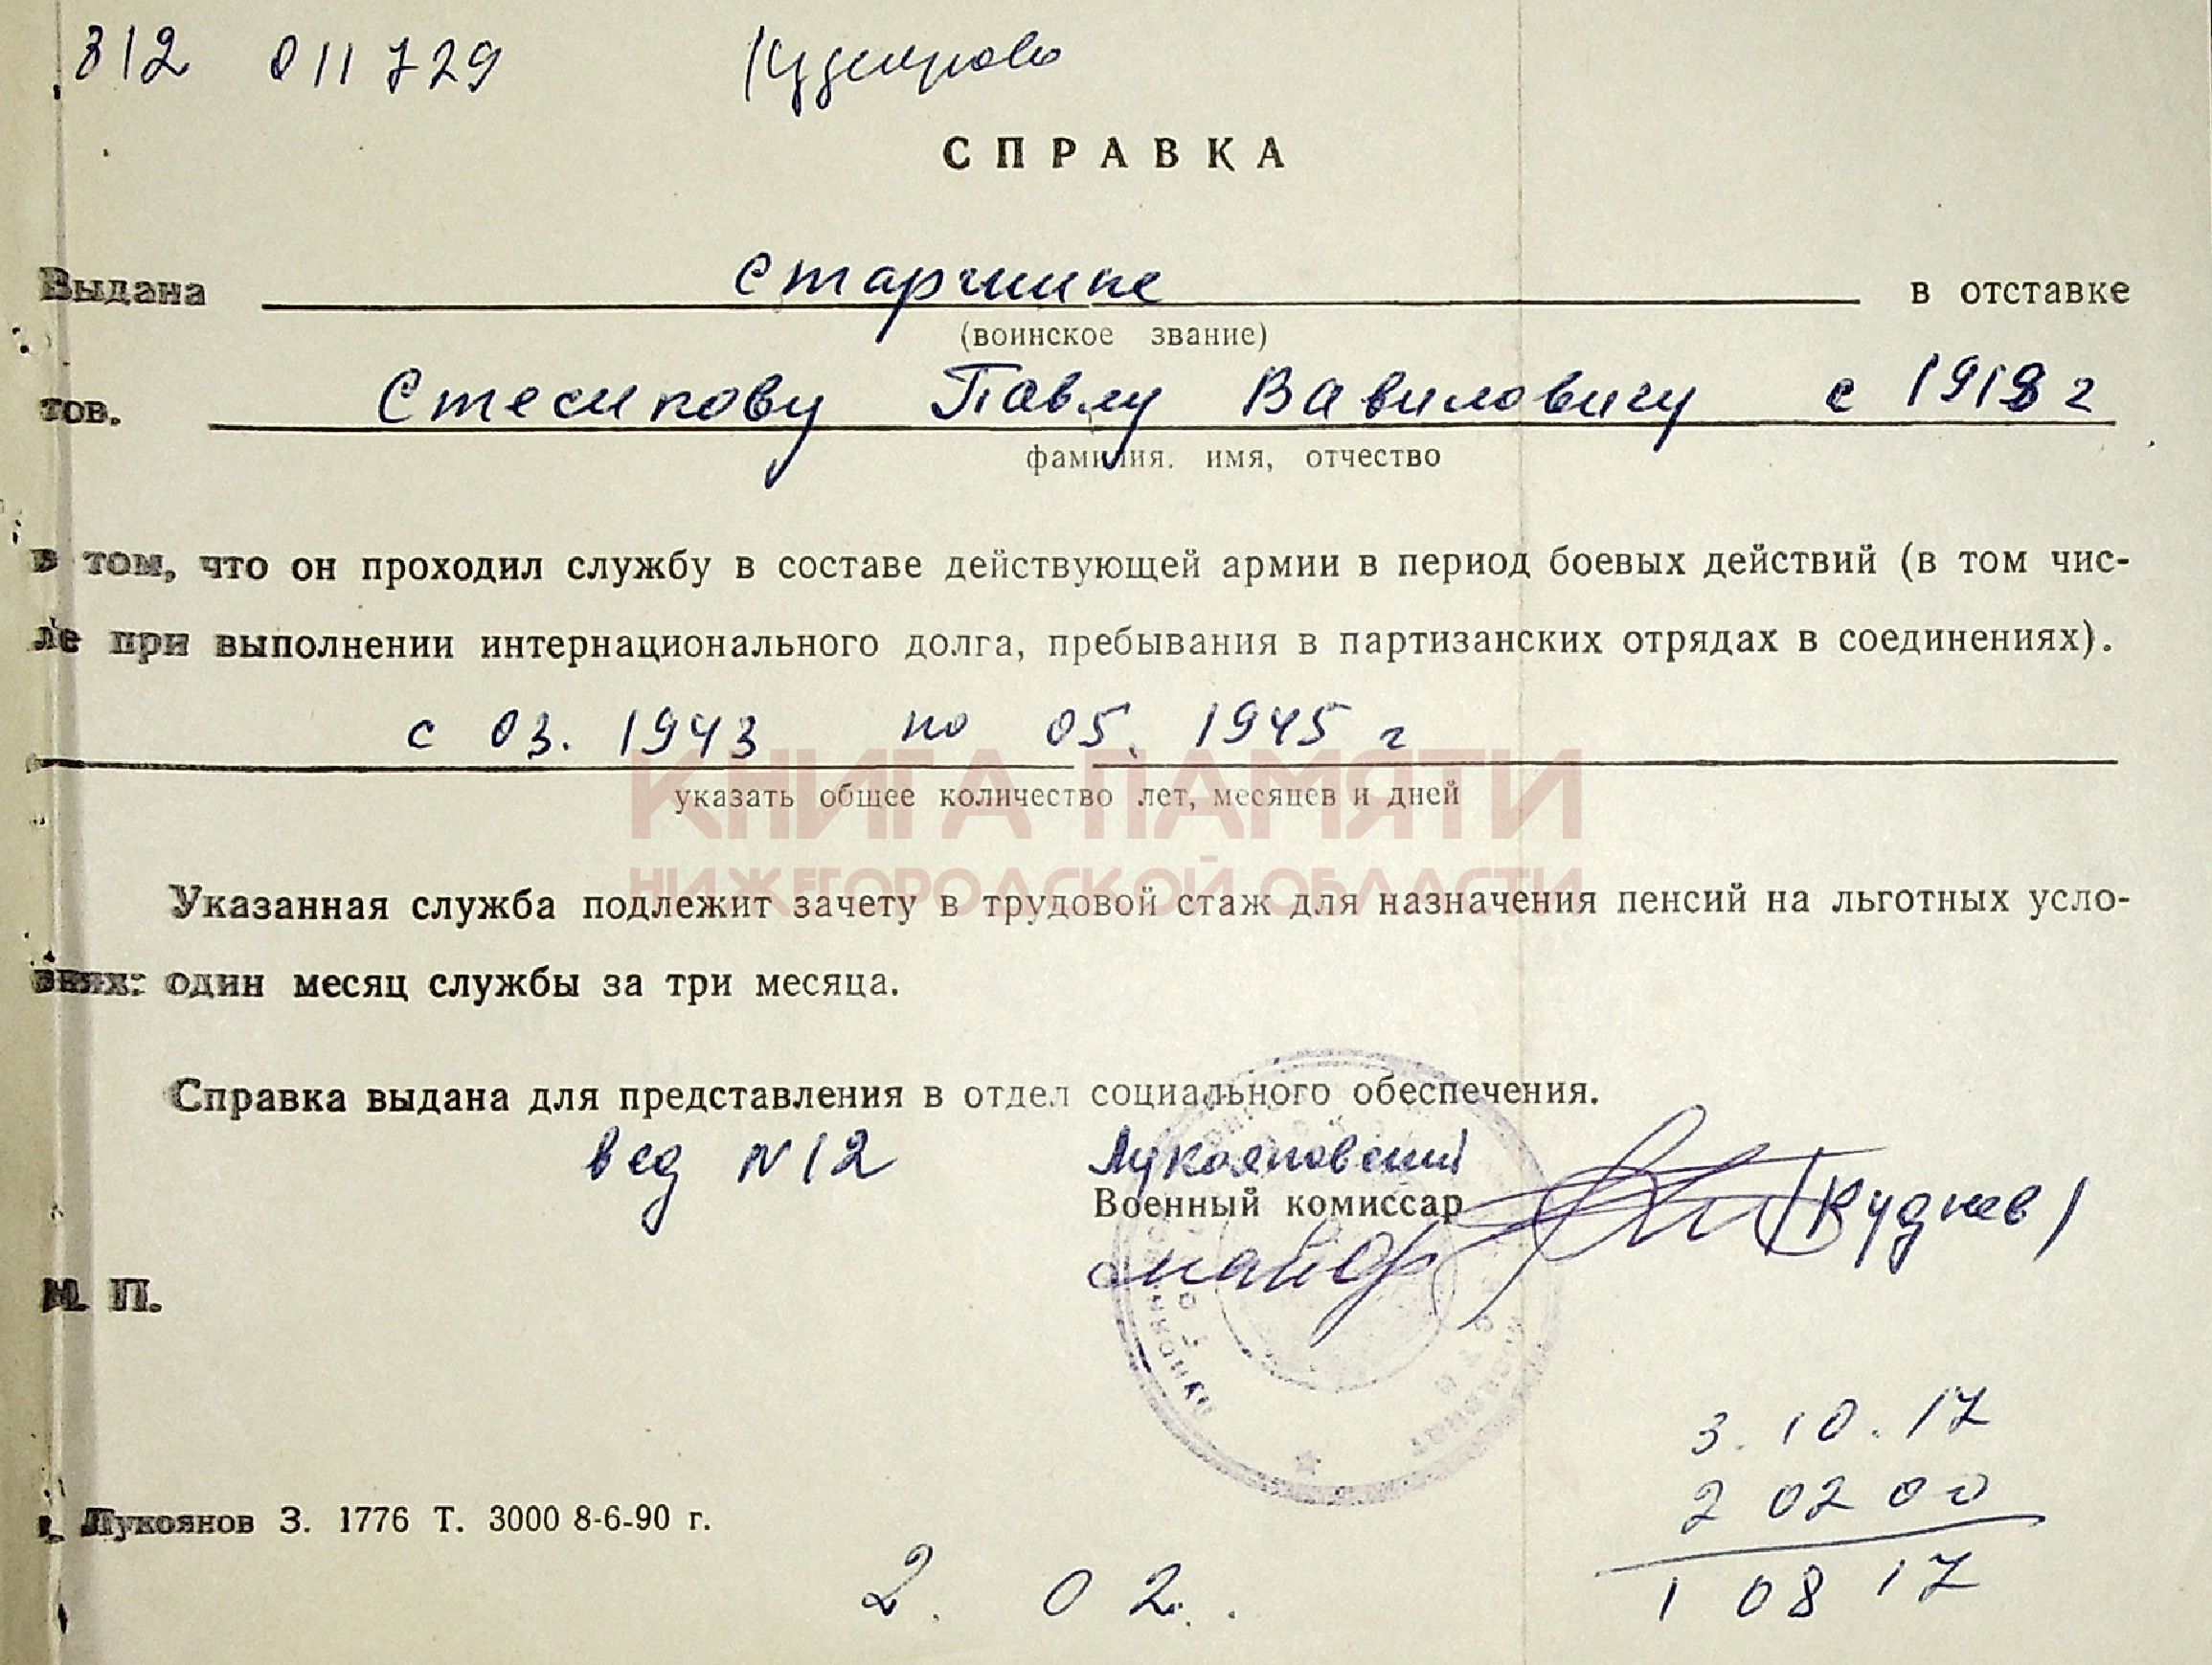 312 011729
СПРАВКА
Выдана старшине в отставке
(воинское звание)
тов. Стесикову Павлу Вавиловичу с 1918 г
фамилия. имя, отчество
в том, что он проходил службу в составе действующей армии в период боевых действий (в том чис-
ле при выполнении интернационального долга, пребывания в партизанских отрядах в соединениях).
с 03. 1943 по 05. 1945 г
КНИГА ПАМЯТИ
указать общее количество лет, месяцев и дней
НИЖЕГОРОДСКОЙ ОБЛАСТИ
Указанная служба подлежит зачету в трудовой стаж для назначения пенсий на льготных усло-
виях: один месяц службы за три месяца.
Справка выдана для представления в отдел социального обеспечения.
вед N 12 Лукояновский
Военный комиссар
майор
М. П.
3. 10. 17
2 02 00
1 08 17
г. Лукоянов З. 1776 Т. 3000 8-6-90 г.
2. 02.